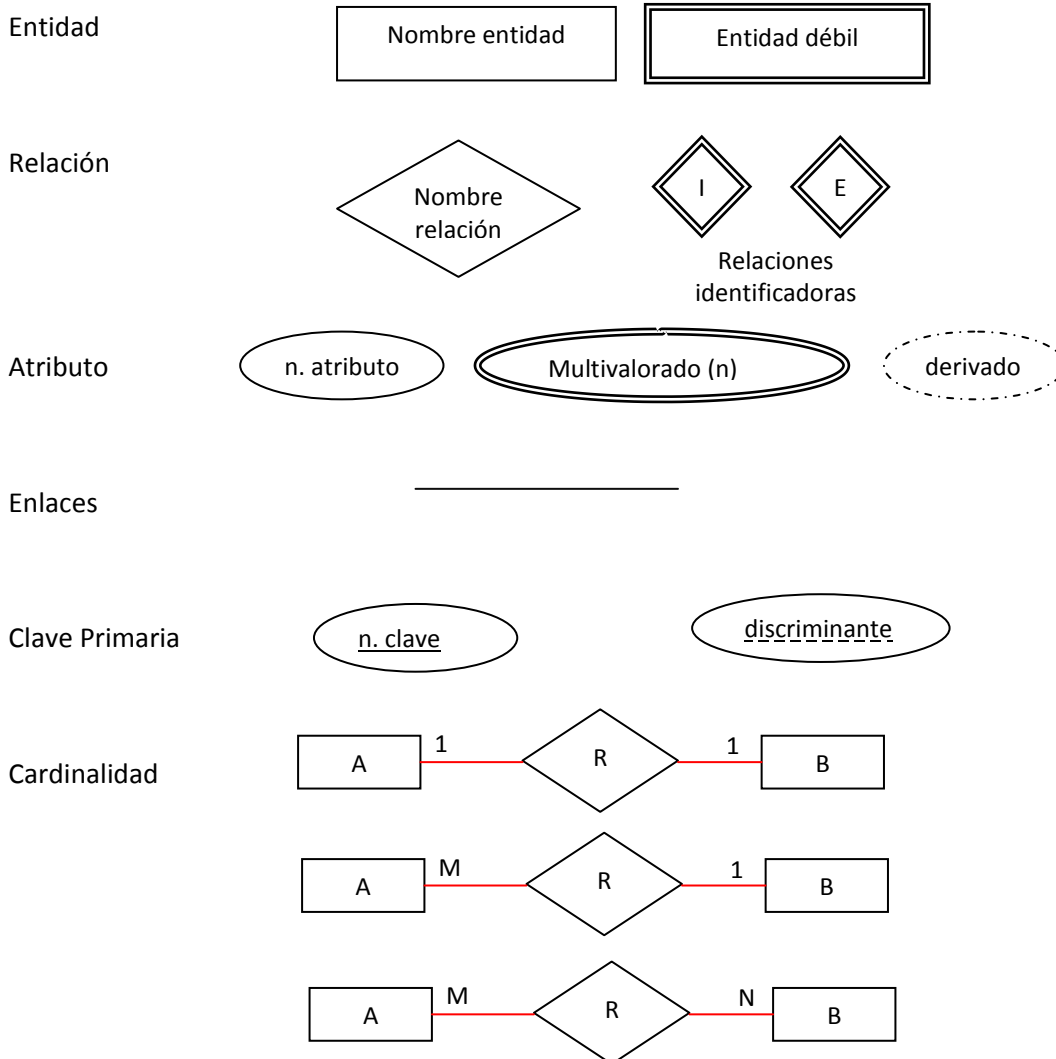 Entidad
Nombre entidad
Entidad débil
Relación
Nombre
relación
I
E
Relaciones
identificadoras
Atributo
n. atributo
Multivalorado (n)
derivado
Enlaces
Clave Primaria
n. clave
discriminante
Cardinalidad
A 1 R 1 B
A M R 1 B
A M R N B